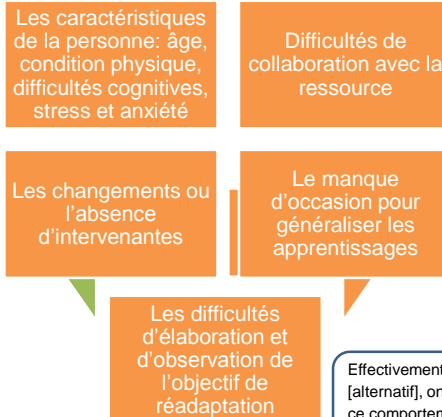 Les caractéristiques
de la personne: âge,
condition physique,
difficultés cognitives,
stress et anxiété
Difficultés de
collaboration avec la
ressource
Les changements ou
l'absence
d'intervenantes
Le manque
d'occasion pour
généraliser les
apprentissages
Les difficultés
d'élaboration et
d'observation de
l'objectif de
réadaptation
Effectivement
[alternatif], on
ce comporte